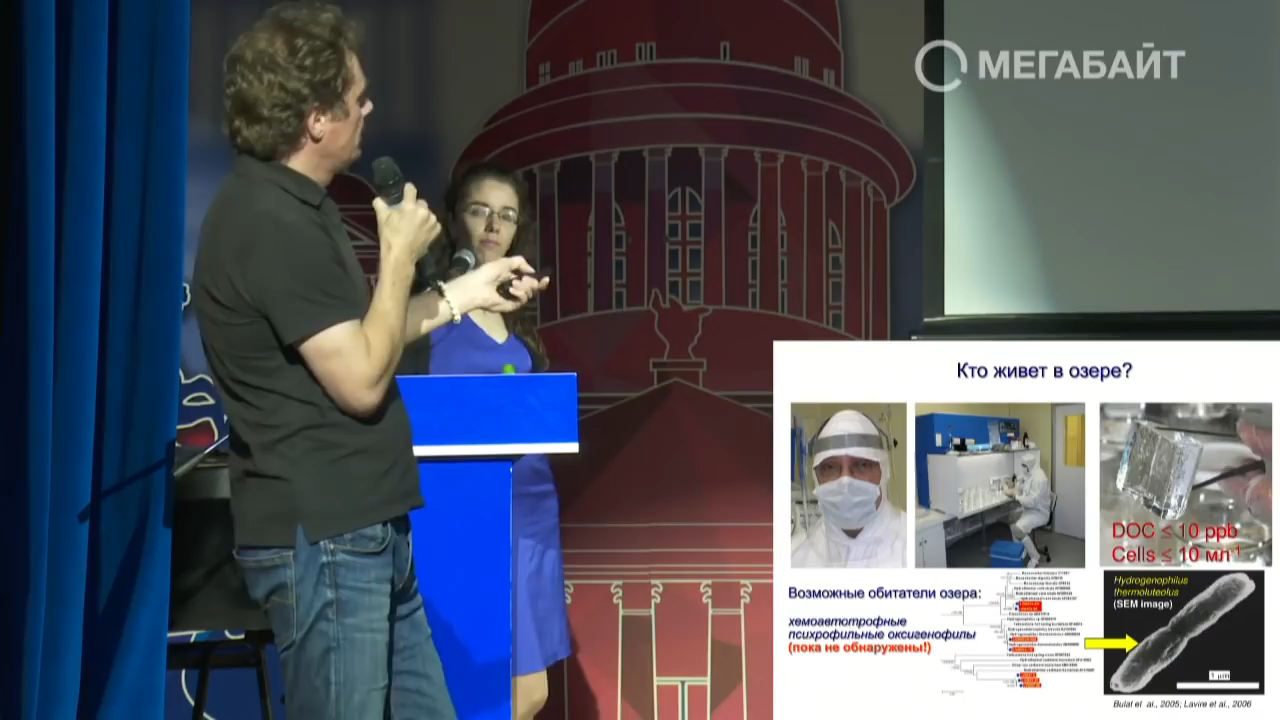 МЕГАБАЙТ
Кто живет в озере?
DOC ≤ 10 ppb
Cells ≤ 10 мл⁻¹
Возможные обитатели озера:
хемоавтотрофные
психрофильные оксигенофилы
(пока не обнаружены!)
Hydrogenophilus
thermoluteolus
(SEM image)
1 µm
Bulat et al., 2005; Lavire et al., 2006